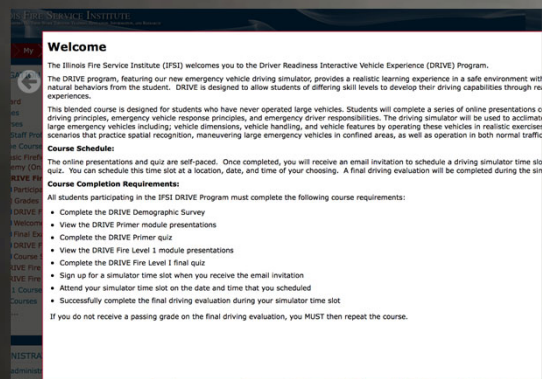 Fire Service Institute
My
Welcome
The Illinois Fire Service Institute (IFSI) welcomes you to the Driver Readiness Interactive Vehicle Experience (DRIVE) Program.
The DRIVE program, featuring our new emergency vehicle driving simulator, provides a realistic learning experience in a safe environment
natural behaviors from the student. DRIVE is designed to allow students of differing skill levels to develop their driving capabilities through
experiences.
This blended course is designed for students who have never operated large vehicles. Students will complete a series of online presentations
driving principles, emergency vehicle response principles, and emergency driver responsibilities. The driving simulator will be used to
large emergency vehicles including; vehicle dimensions, vehicle handling, and vehicle features by operating these vehicles in realistic exercises
scenarios that practice spatial recognition, maneuvering large emergency vehicles in confined areas, as well as operation in both normal
Course Schedule:
The online presentations and quiz are self-paced. Once completed, you will receive an email invitation to schedule a driving simulator time
quiz. You can schedule this time slot at a location, date, and time of your choosing. A final driving evaluation will be completed during the
Course Completion Requirements:
All students participating in the IFSI DRIVE Program must complete the following course requirements:
• Complete the DRIVE Demographic Survey
• View the DRIVE Primer module presentations
• Complete the DRIVE Primer quiz
• View the DRIVE Fire Level 1 module presentations
• Complete the DRIVE Fire Level I final quiz
• Sign up for a simulator time slot when you receive the email invitation
• Attend your simulator time slot on the date and time that you scheduled
• Successfully complete the final driving evaluation during your simulator time slot
If you do not receive a passing grade on the final driving evaluation, you MUST then repeat the course.